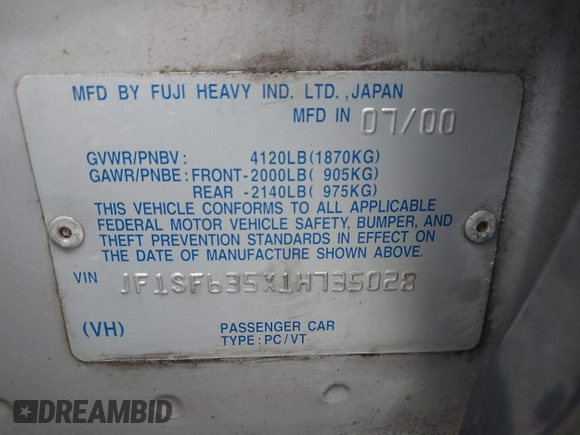 MFD BY FUJI HEAVY IND. LTD.,JAPAN
MFD IN 07/00
GVWR/PNBV: 4120LB(1870KG)
GAWR/PNBE: FRONT-2000LB( 905KG)
REAR -2140LB( 975KG)
THIS VEHICLE CONFORMS TO ALL APPLICABLE
FEDERAL MOTOR VEHICLE SAFETY, BUMPER, AND
THEFT PREVENTION STANDARDS IN EFFECT ON
THE DATE OF MANUFACTURE SHOWN ABOVE.
VIN JF1SF635X1H735028
(VH) PASSENGER CAR
TYPE:PC/VT
DREAMBID